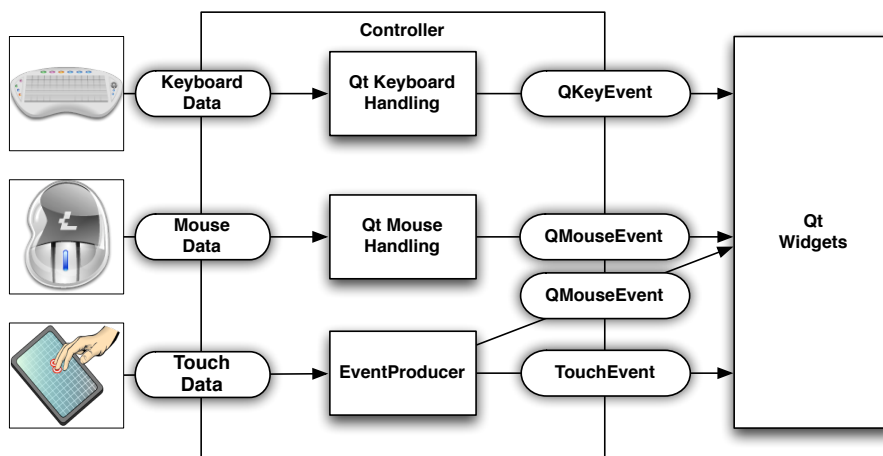 Controller
Keyboard
Data
Qt Keyboard
Handling
QKeyEvent
Mouse
Data
Qt Mouse
Handling
QMouseEvent
Qt
Widgets
QMouseEvent
Touch
Data
EventProducer
TouchEvent